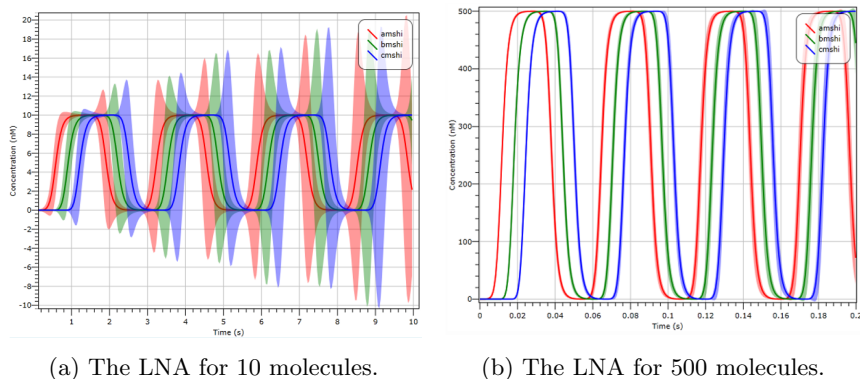 20
18
16
14
12
10
8
6
4
2
0
-2
-4
-6
-8
-10
Concentration (nM)
1 2 3 4 5 6 7 8 9 10
Time (s)
amshi
bmshi
cmshi
500
400
300
200
100
0
Concentration (nM)
0 0.02 0.04 0.06 0.08 0.1 0.12 0.14 0.16 0.18 0.2
Time (s)
amshi
bmshi
cmshi
(a) The LNA for 10 molecules.
(b) The LNA for 500 molecules.